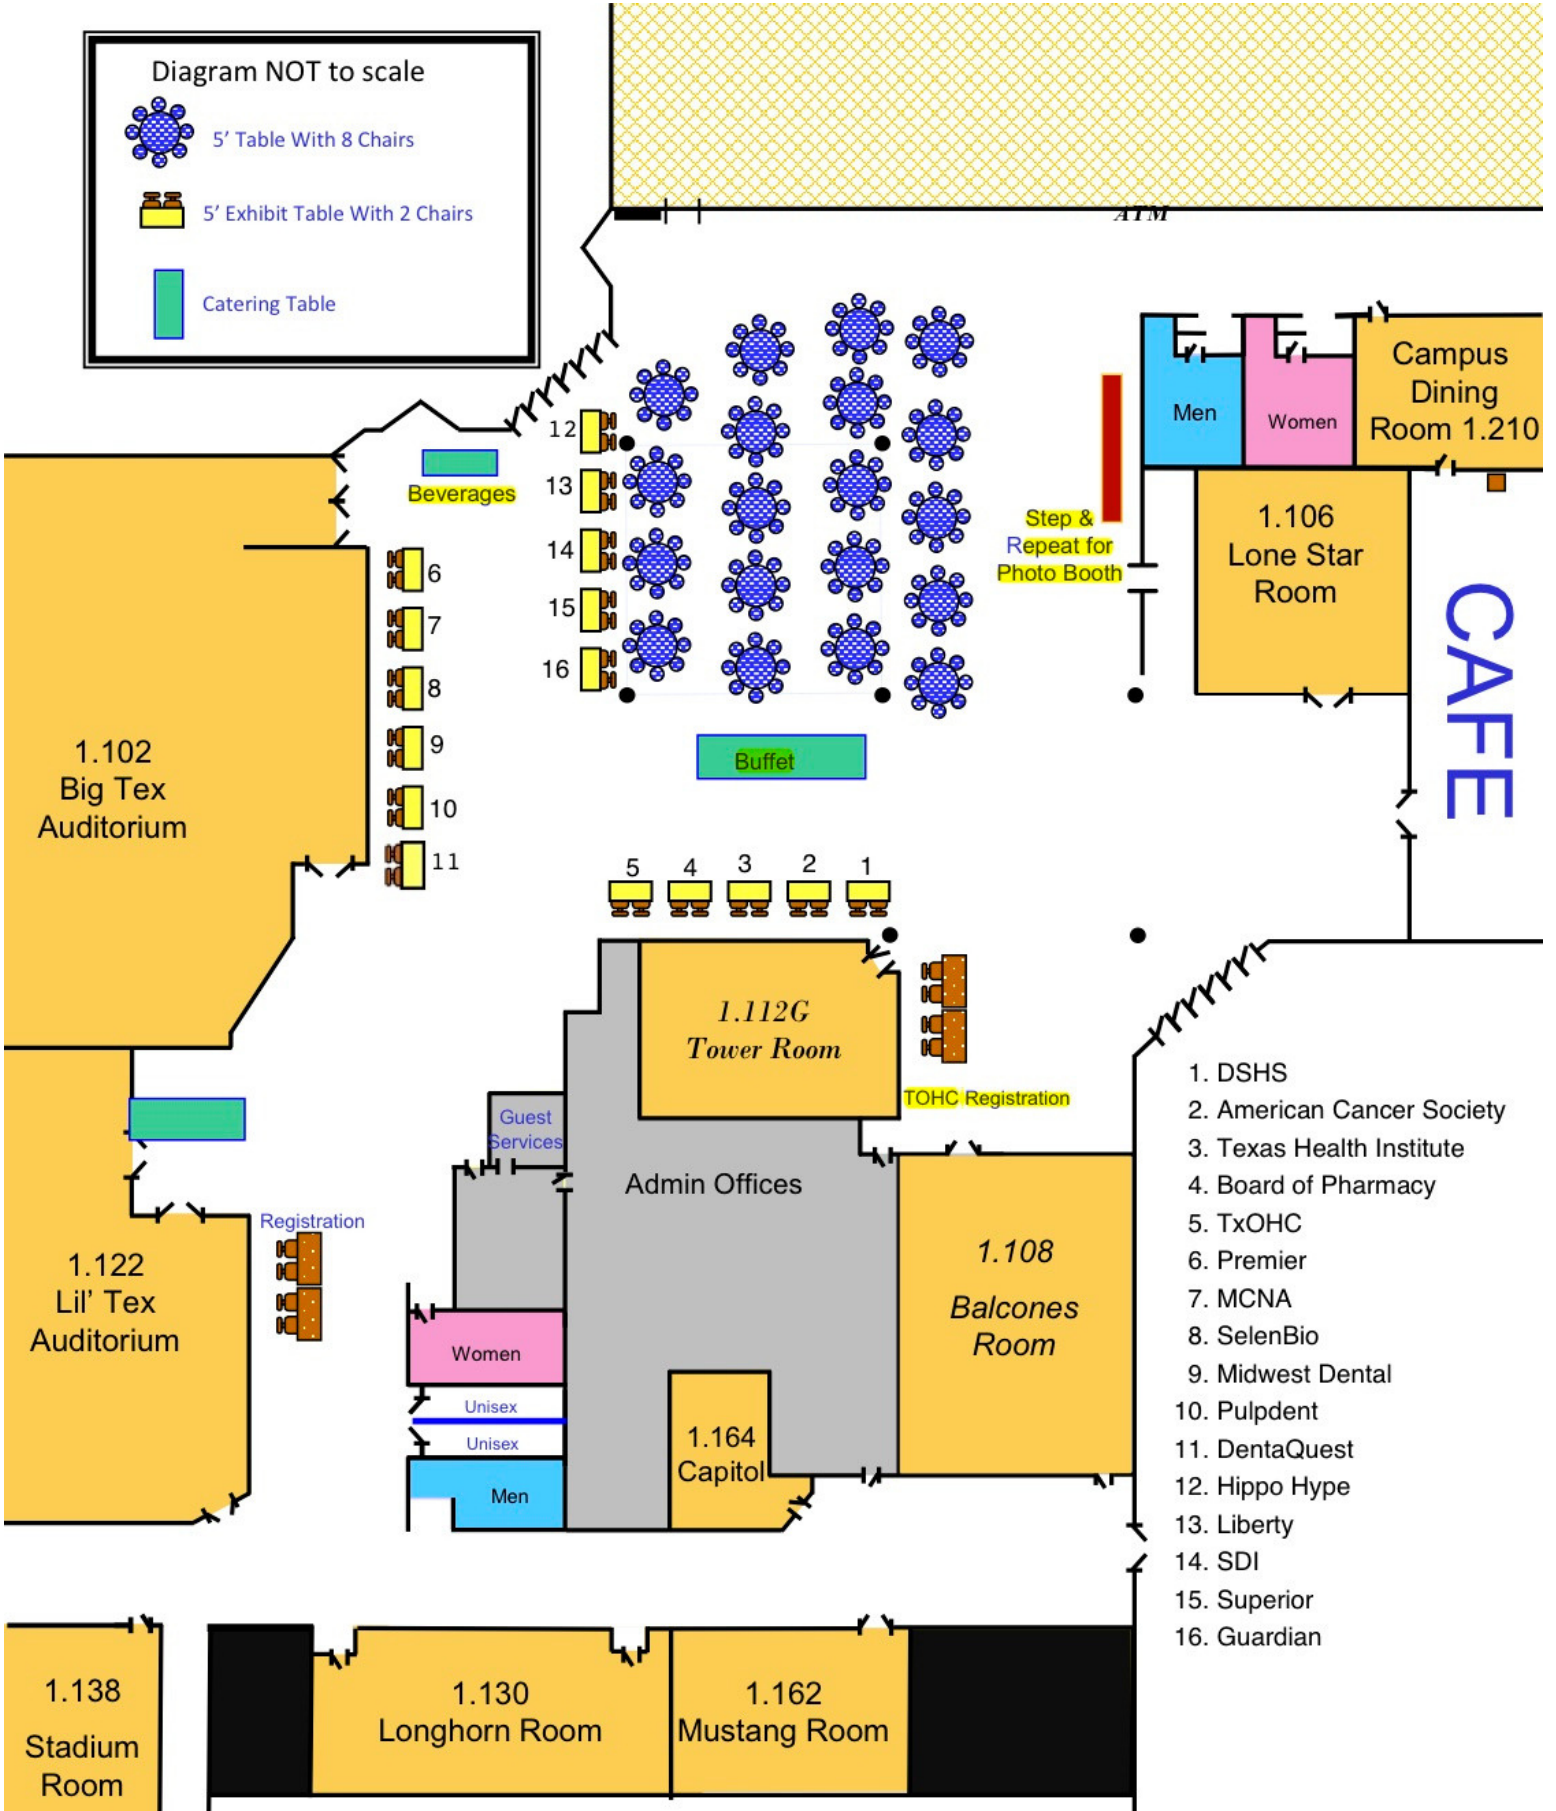 Diagram NOT to scale
5' Table With 8 Chairs
5' Exhibit Table With 2 Chairs
Catering Table
ATM
Campus
Dining
Room 1.210
Men
Women
12
13
14
15
16
Beverages
Step &
Repeat for
Photo Booth
1.106
Lone Star
Room
CAFE
6
7
8
9
10
11
1.102
Big Tex
Auditorium
Buffet
5
4
3
2
1
1.112G
Tower Room
TOHC Registration
Guest
Services
Admin Offices
Registration
1.122
Lil' Tex
Auditorium
Women
Unisex
Unisex
Men
1.164
Capitol
1.108
Balcones
Room
1. DSHS
2. American Cancer Society
3. Texas Health Institute
4. Board of Pharmacy
5. TxOHC
6. Premier
7. MCNA
8. SelenBio
9. Midwest Dental
10. Pulpdent
11. DentaQuest
12. Hippo Hype
13. Liberty
14. SDI
15. Superior
16. Guardian
1.138
Stadium
Room
1.130
Longhorn Room
1.162
Mustang Room